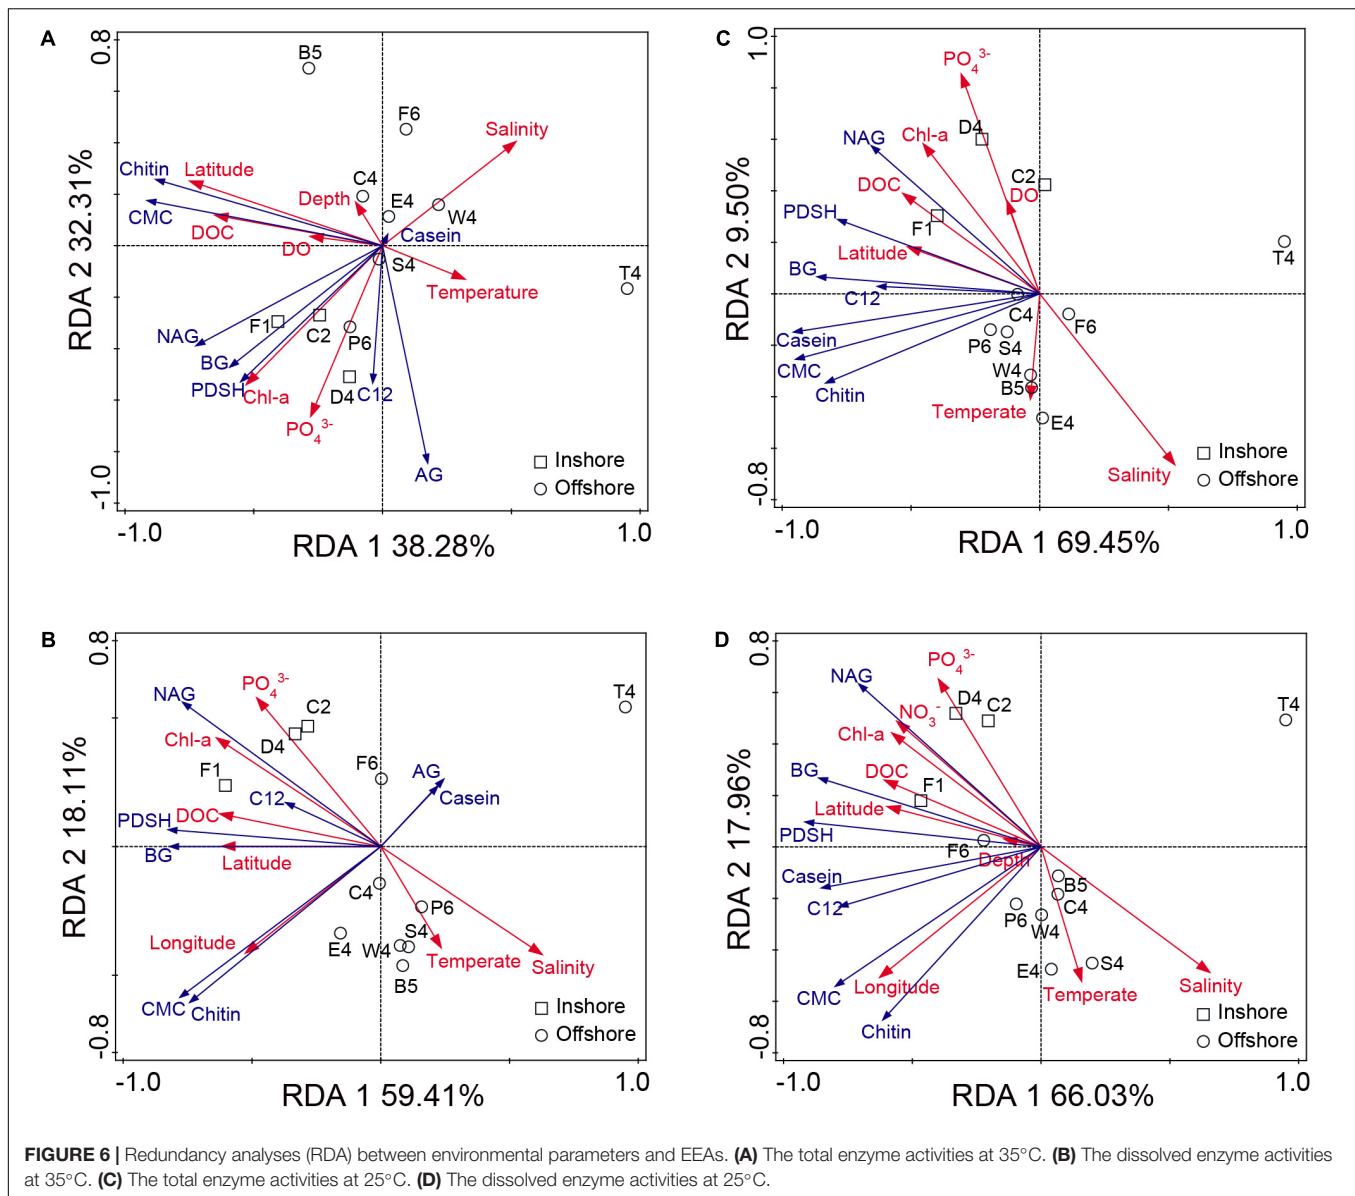 A
0.8
B5
F6
Salinity
Chitin
Latitude
C4
Depth
E4
W4
CMC
DOC
DO
Casein
S4
T4
Temperature
NAG
F1
C2
P6
BG
PDSH
Chl-a
D4
C12
PO₄³⁻
AG
Inshore
Offshore
-1.0
RDA 2 32.31%
-1.0
1.0
RDA 1 38.28%
C
1.0
PO₄³⁻
NAG
Chl-a
D4
C2
DOC
DO
PDSH
F1
T4
Latitude
BG
C12
C4
F6
Casein
P6
S4
CMC
W4
Chitin
B5
Temperate
E4
Salinity
Inshore
Offshore
-0.8
RDA 2 9.50%
-1.0
1.0
RDA 1 69.45%
B
0.8
NAG
PO₄³⁻
C2
T4
Chl-a
D4
F1
F6
AG
C12
Casein
PDSH
DOC
BG
Latitude
C4
P6
S4
Longitude
E4
W4
Temperate
Salinity
B5
CMC
Chitin
Inshore
Offshore
-0.8
RDA 2 18.11%
-1.0
1.0
RDA 1 59.41%
D
0.8
PO₄³⁻
NAG
D4
C2
T4
NO₃⁻
Chl-a
BG
DOC
F1
Latitude
PDSH
F6
Depth
Casein
B5
C12
P6
C4
W4
E4
S4
CMC
Longitude
Temperate
Salinity
Chitin
Inshore
Offshore
-0.8
RDA 2 17.96%
-1.0
1.0
RDA 1 66.03%
FIGURE 6 | Redundancy analyses (RDA) between environmental parameters and EEAs. (A) The total enzyme activities at 35°C. (B) The dissolved enzyme activities
at 35°C. (C) The total enzyme activities at 25°C. (D) The dissolved enzyme activities at 25°C.